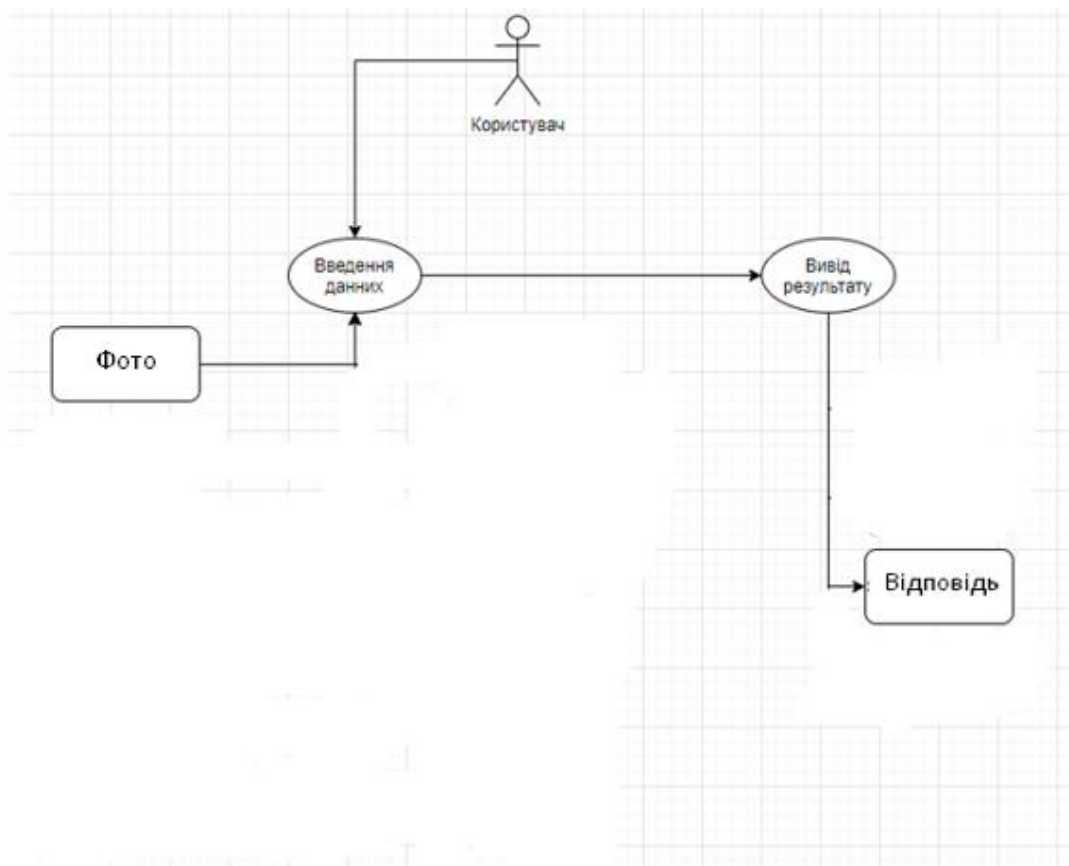 Користувач
Введення
данних
Вивід
результату
Фото
Відповідь